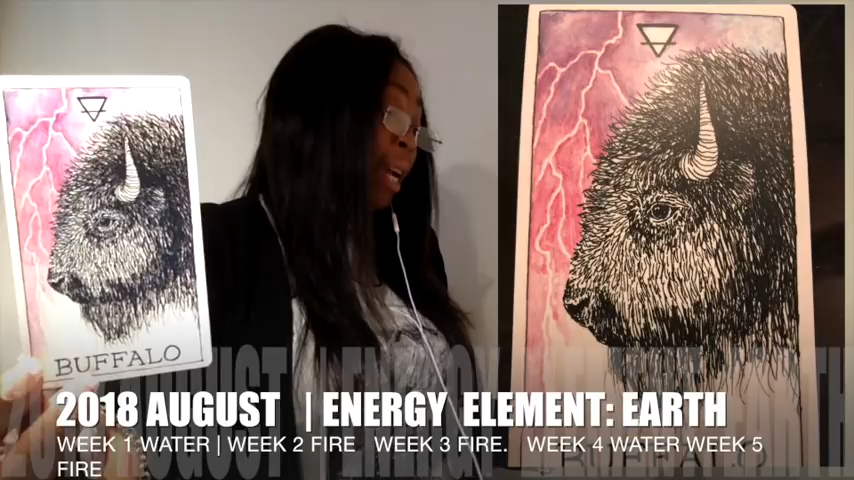 BUFFALO
2018 AUGUST | ENERGY ELEMENT: EARTH
WEEK 1 WATER | WEEK 2 FIRE WEEK 3 FIRE. WEEK 4 WATER WEEK 5
FIRE
BUFFALO